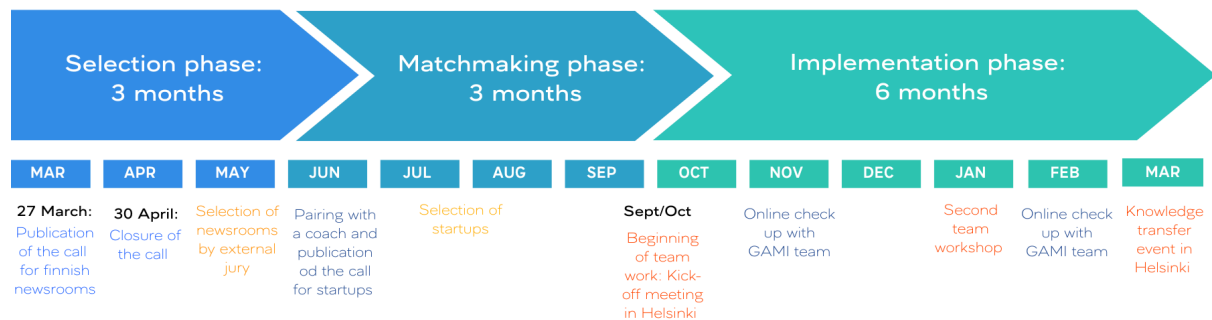 Selection phase:
3 months
Matchmaking phase:
3 months
Implementation phase:
6 months
MAR
APR
MAY
JUN
JUL
AUG
SEP
OCT
NOV
DEC
JAN
FEB
MAR
27 March:
Publication
of the call
for finnish
newsrooms
30 April:
Closure of
the call
Selection of
newsrooms
by external
jury
Pairing with
a coach and
publication
od the call
for startups
Selection of
startups
Sept/Oct
Beginning
of team
work: Kick-
off meeting
in Helsinki
Online check
up with
GAMI team
Second
team
workshop
Online check
up with
GAMI team
Knowledge
transfer
event in
Helsinki